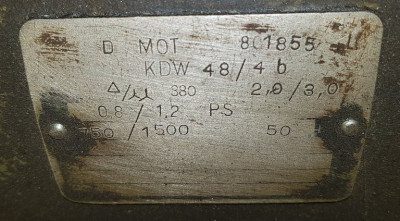 D MOT 801855
KDW 48/4 b
Δ/⅄⅄ 380 2,0/3,0
0,8/1,2 PS
750/1500 50